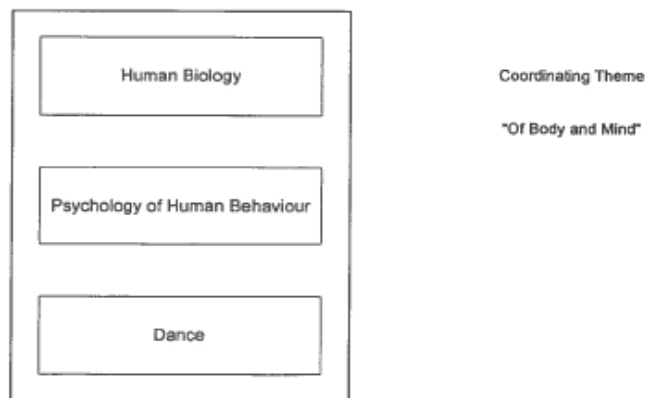 Human Biology
Coordinating Theme
"Of Body and Mind"
Psychology of Human Behaviour
Dance